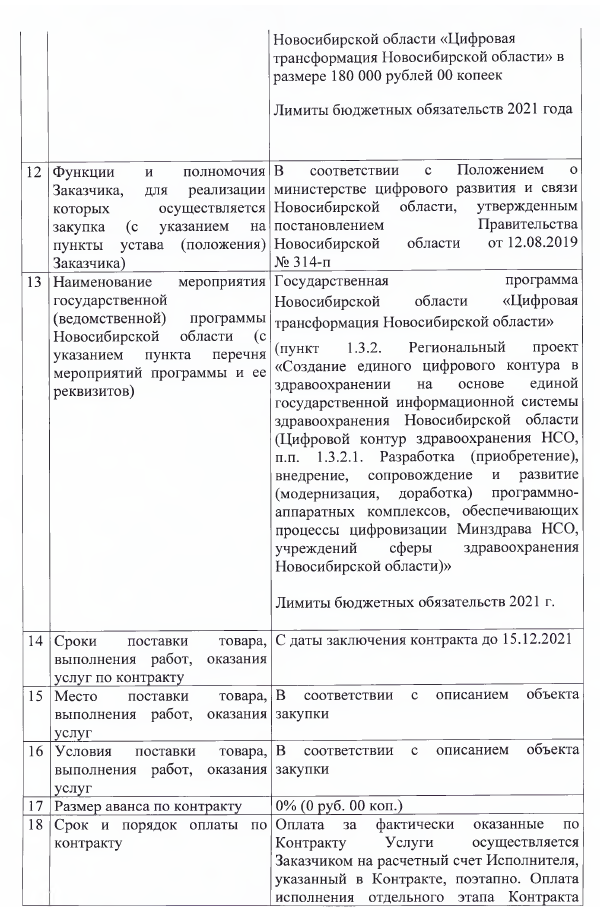 Новосибирской области «Цифровая
трансформация Новосибирской области» в
размере 180 000 рублей 00 копеек
Лимиты бюджетных обязательств 2021 года
12
Функции и полномочия
Заказчика, для реализации
которых осуществляется
закупка (с указанием на
пункты устава (положения)
Заказчика)
В соответствии с Положением о
министерстве цифрового развития и связи
Новосибирской области, утвержденным
постановлением Правительства
Новосибирской области от 12.08.2019
№ 314-п
13
Наименование мероприятия
государственной
(ведомственной) программы
Новосибирской области (с
указанием пункта перечня
мероприятий программы и ее
реквизитов)
Государственная программа
Новосибирской области «Цифровая
трансформация Новосибирской области»
(пункт 1.3.2. Региональный проект
«Создание единого цифрового контура в
здравоохранении на основе единой
государственной информационной системы
здравоохранения Новосибирской области
(Цифровой контур здравоохранения НСО,
п.п. 1.3.2.1. Разработка (приобретение),
внедрение, сопровождение и развитие
(модернизация, доработка) программно-
аппаратных комплексов, обеспечивающих
процессы цифровизации Минздрава НСО,
учреждений сферы здравоохранения
Новосибирской области)»
Лимиты бюджетных обязательств 2021 г.
14
Сроки поставки товара,
выполнения работ, оказания
услуг по контракту
С даты заключения контракта до 15.12.2021
15
Место поставки товара,
выполнения работ, оказания
услуг
В соответствии с описанием объекта
закупки
16
Условия поставки товара,
выполнения работ, оказания
услуг
В соответствии с описанием объекта
закупки
17
Размер аванса по контракту
0% (0 руб. 00 коп.)
18
Срок и порядок оплаты по
контракту
Оплата за фактически оказанные по
Контракту Услуги осуществляется
Заказчиком на расчетный счет Исполнителя,
указанный в Контракте, поэтапно. Оплата
исполнения отдельного этапа Контракта